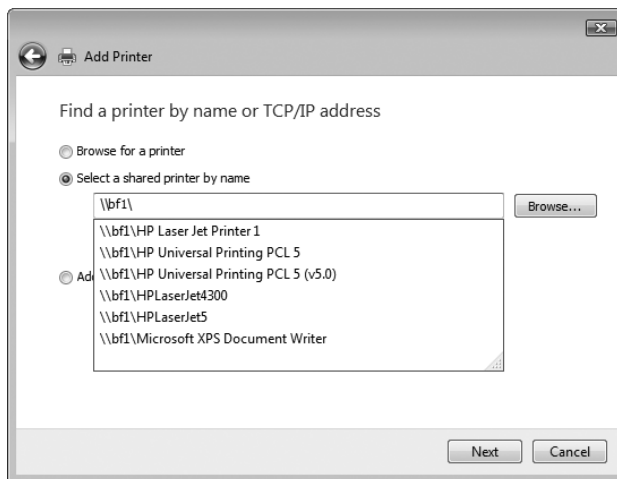 Add Printer
Find a printer by name or TCP/IP address
Browse for a printer
Select a shared printer by name
\\bf1\
Browse...
\\bf1\HP Laser Jet Printer 1
\\bf1\HP Universal Printing PCL 5
\\bf1\HP Universal Printing PCL 5 (v5.0)
\\bf1\HPLaserJet4300
\\bf1\HPLaserJet5
\\bf1\Microsoft XPS Document Writer
Next
Cancel